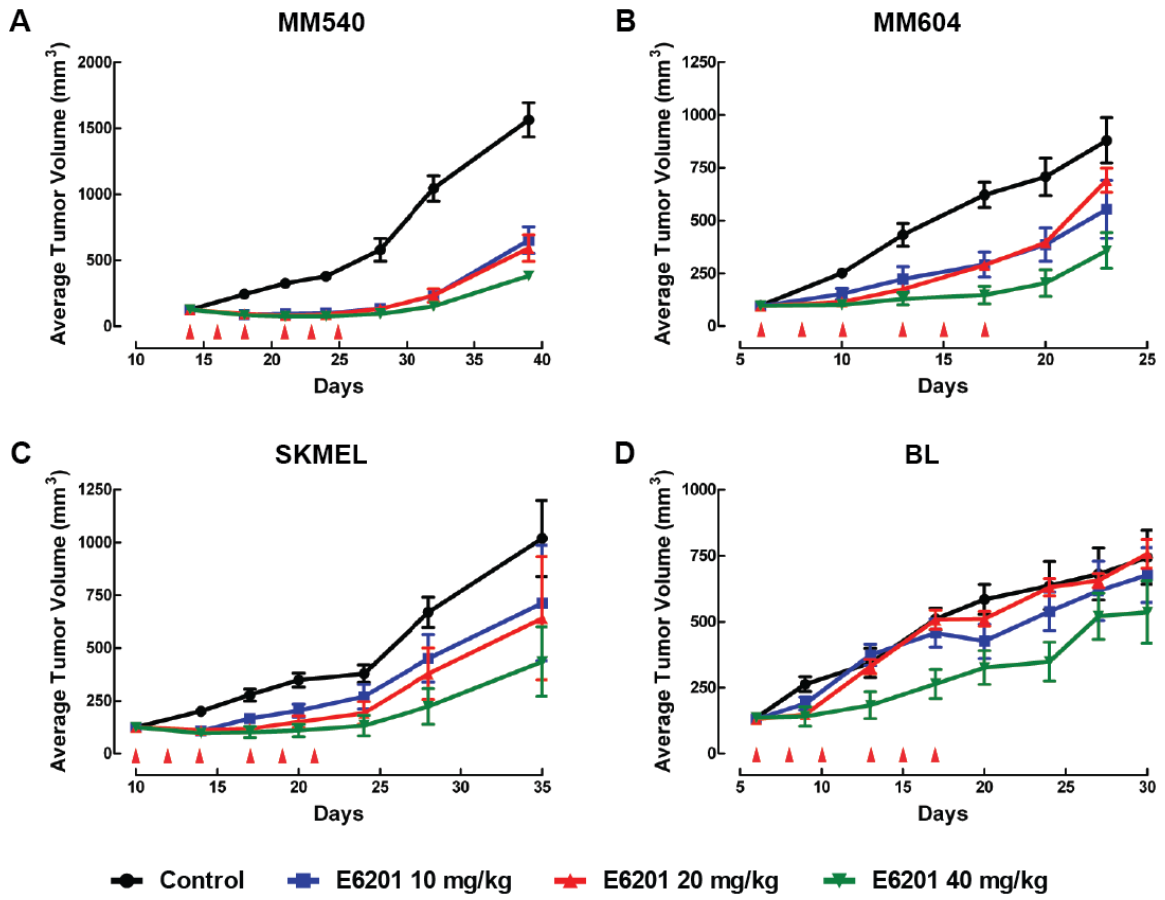 A
MM540
Average Tumor Volume (mm³)
2000
1500
1000
500
0
10 15 20 25 30 35 40
Days
B
MM604
Average Tumor Volume (mm³)
1250
1000
750
500
250
0
5 10 15 20 25
Days
C
SKMEL
Average Tumor Volume (mm³)
1250
1000
750
500
250
0
10 15 20 25 30 35
Days
D
BL
Average Tumor Volume (mm³)
1000
750
500
250
0
5 10 15 20 25 30
Days
Control E6201 10 mg/kg E6201 20 mg/kg E6201 40 mg/kg